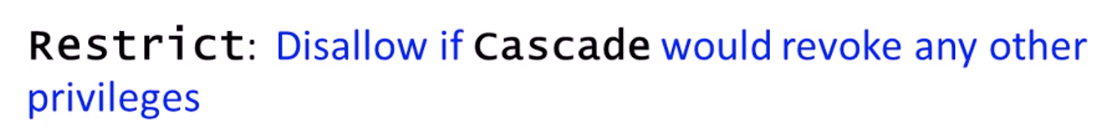 Restrict: Disallow if Cascade would revoke any other
privileges